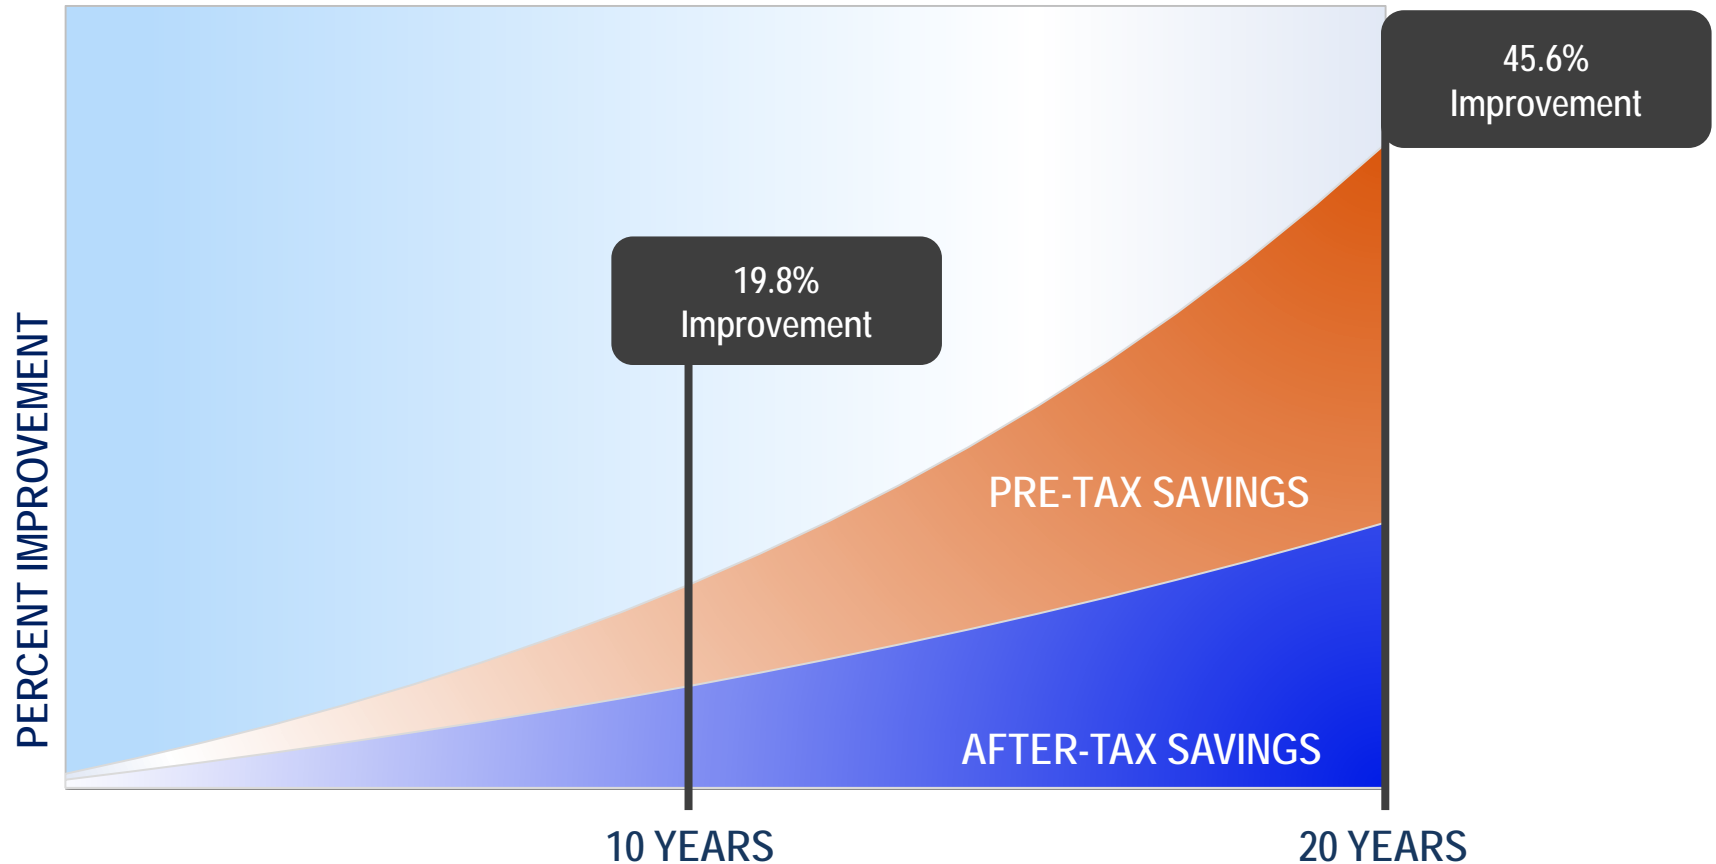 45.6%
Improvement
19.8%
Improvement
PERCENT IMPROVEMENT
PRE-TAX SAVINGS
AFTER-TAX SAVINGS
10 YEARS
20 YEARS